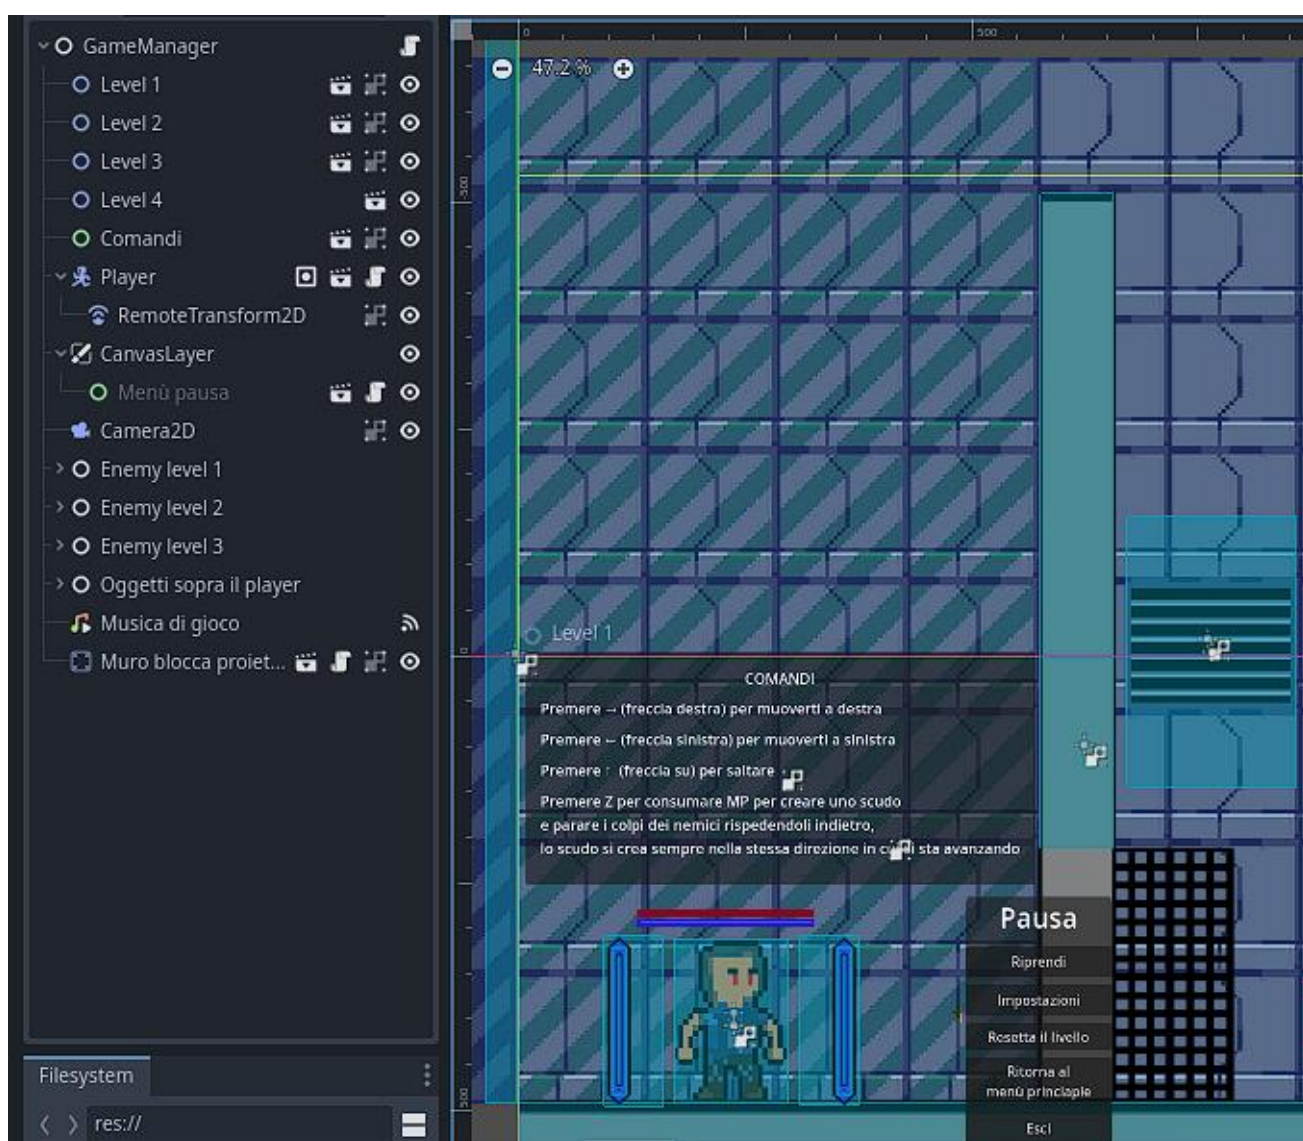 GameManager
Level 1
Level 2
Level 3
Level 4
Comandi
Player
RemoteTransform2D
CanvasLayer
Menù pausa
Camera2D
Enemy level 1
Enemy level 2
Enemy level 3
Oggetti sopra il player
Musica di gioco
Muro blocca proiet...
Filesystem
res://
0
500
47.2 %
500
0
500
Level 1
COMANDI
Premere → (freccia destra) per muoverti a destra
Premere ← (freccia sinistra) per muoverti a sinistra
Premere ↑ (freccia su) per saltare
Premere Z per consumare MP per creare uno scudo
e parare i colpi dei nemici rispedendoli indietro,
lo scudo si crea sempre nella stessa direzione in sta avanzando
Pausa
Riprendi
Impostazioni
Resetta il livello
Ritorna al
menù princiaple
Esci